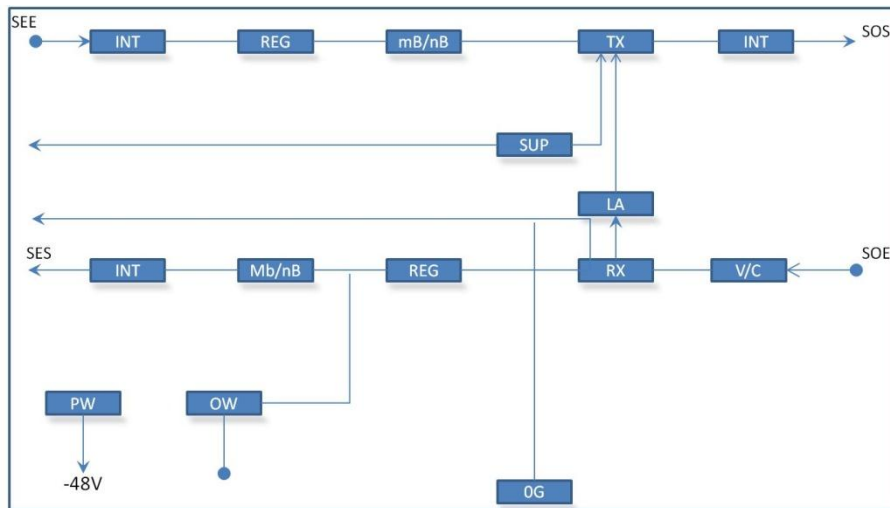 SEE
INT REG mB/nB TX INT SOS
SUP
LA
SES
INT Mb/nB REG RX V/C SOE
PW OW
-48V
0G